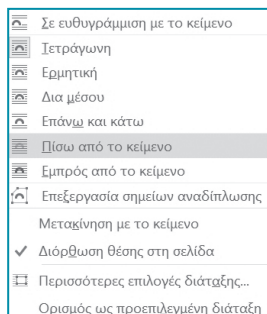 Σε ευθυγράμμιση με το κείμενο
Τετράγωνη
Ερμητική
Δια μέσου
Επάνω και κάτω
Πίσω από το κείμενο
Εμπρός από το κείμενο
Επεξεργασία σημείων αναδίπλωσης
Μετακίνηση με το κείμενο
Διόρθωση θέσης στη σελίδα
Περισσότερες επιλογές διάταξης...
Ορισμός ως προεπιλεγμένη διάταξη